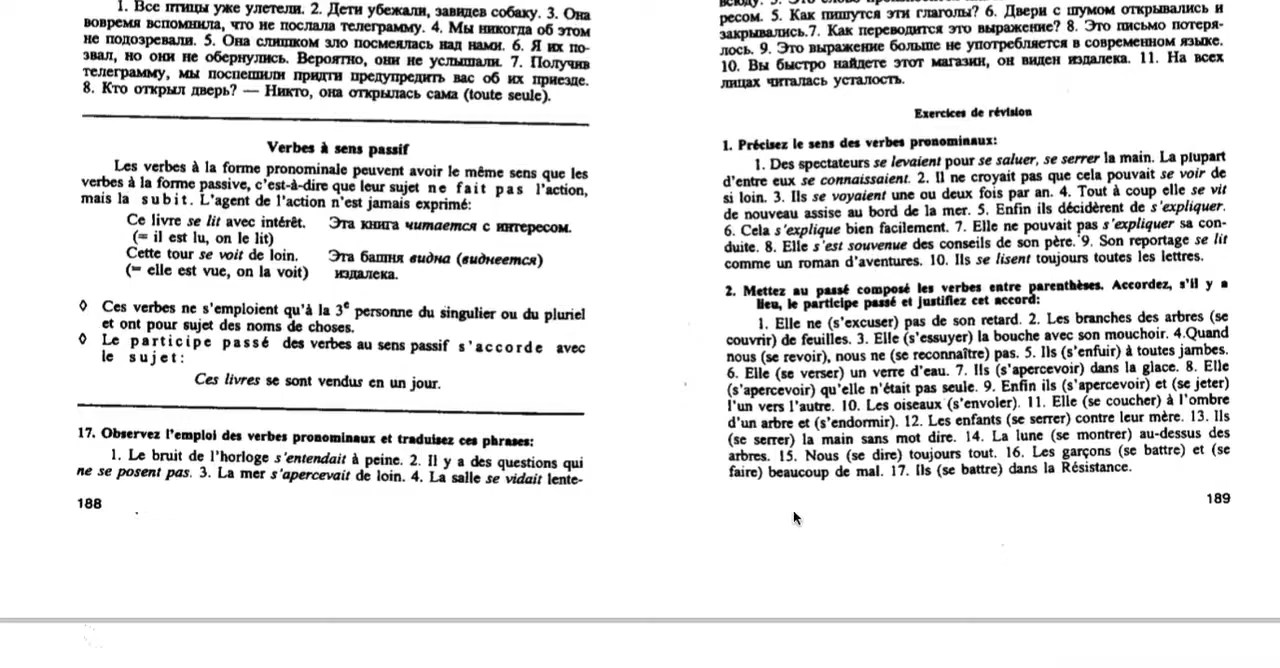 1. Все птицы уже улетели. 2. Дети убежали, завидев собаку. 3. Она
вовремя вспомнила, что не послала телеграмму. 4. Мы никогда об этом
не подозревали. 5. Она слишком зло посмеялась над нами. 6. Я их по-
звал, но они не обернулись. Вероятно, они не услышали. 7. Получив
телеграмму, мы поспешили придти предупредить вас об их приезде.
8. Кто открыл дверь? — Никто, она открылась сама (toute seule).
Verbes à sens passif
Les verbes à la forme pronominale peuvent avoir le même sens que les
verbes à la forme passive, c'est-à-dire que leur sujet ne fait pas l'action,
mais la subit. L'agent de l'action n'est jamais exprimé:
Ce livre se lit avec intérêt. Эта книга читается с интересом.
(= il est lu, on le lit)
Cette tour se voit de loin. Эта башня видна (виднеется)
(= elle est vue, on la voit) издалека.
◊ Ces verbes ne s'emploient qu'à la 3e personne du singulier ou du pluriel
et ont pour sujet des noms de choses.
◊ Le participe passé des verbes au sens passif s'accorde avec
le sujet:
Ces livres se sont vendus en un jour.
17. Observez l'emploi des verbes pronominaux et traduisez ces phrases:
1. Le bruit de l'horloge s'entendait à peine. 2. Il y a des questions qui
ne se posent pas. 3. La mer s'apercevait de loin. 4. La salle se vidait lente-
188
ресом. 5. Как пишутся эти глаголы? 6. Двери с шумом открывались и
закрывались.7. Как переводится это выражение? 8. Это письмо потеря-
лось. 9. Это выражение больше не употребляется в современном языке.
10. Вы быстро найдете этот магазин, он виден издалека. 11. На всех
лицах читалась усталость.
Exercices de révision
1. Précisez le sens des verbes pronominaux:
1. Des spectateurs se levaient pour se saluer, se serrer la main. La plupart
d'entre eux se connaissaient. 2. Il ne croyait pas que cela pouvait se voir de
si loin. 3. Ils se voyaient une ou deux fois par an. 4. Tout à coup elle se vit
de nouveau assise au bord de la mer. 5. Enfin ils décidèrent de s'expliquer.
6. Cela s'explique bien facilement. 7. Elle ne pouvait pas s'expliquer sa con-
duite. 8. Elle s'est souvenue des conseils de son père. 9. Son reportage se lit
comme un roman d'aventures. 10. Ils se lisent toujours toutes les lettres.
2. Mettez au passé composé les verbes entre parenthèses. Accordez, s'il y a
lieu, le participe passé et justifiez cet accord:
1. Elle ne (s'excuser) pas de son retard. 2. Les branches des arbres (se
couvrir) de feuilles. 3. Elle (s'essuyer) la bouche avec son mouchoir. 4.Quand
nous (se revoir), nous ne (se reconnaître) pas. 5. Ils (s'enfuir) à toutes jambes.
6. Elle (se verser) un verre d'eau. 7. Ils (s'apercevoir) dans la glace. 8. Elle
(s'apercevoir) qu'elle n'était pas seule. 9. Enfin ils (s'apercevoir) et (se jeter)
l'un vers l'autre. 10. Les oiseaux (s'envoler). 11. Elle (se coucher) à l'ombre
d'un arbre et (s'endormir). 12. Les enfants (se serrer) contre leur mère. 13. Ils
(se serrer) la main sans mot dire. 14. La lune (se montrer) au-dessus des
arbres. 15. Nous (se dire) toujours tout. 16. Les garçons (se battre) et (se
faire) beaucoup de mal. 17. Ils (se battre) dans la Résistance.
189